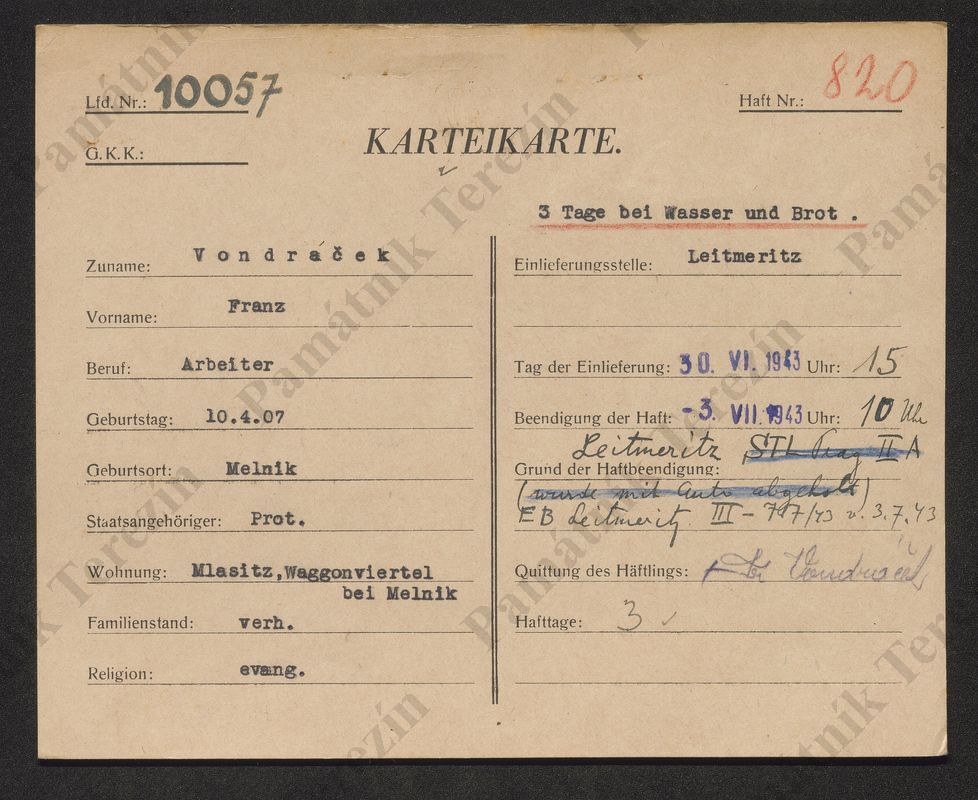 Lfd. Nr.: 10057
Haft Nr.: 820
G.K.K.:
KARTEIKARTE.
3 Tage bei Wasser und Brot .
Zuname: Vondráček
Vorname: Franz
Beruf: Arbeiter
Geburtstag: 10.4.07
Geburtsort: Melnik
Staatsangehöriger: Prot.
Wohnung: Mlasitz,Waggonviertel
bei Melnik
Familienstand: verh.
Religion: evang.
Einlieferungsstelle: Leitmeritz
Tag der Einlieferung: 30. VI. 1943 Uhr: 15
Beendigung der Haft: -3. VII. 1943 Uhr: 10 Uhr
Leitmeritz STL Prag II A
Grund der Haftbeendigung:
(wurde mit Auto abgeholt)
EB Leitmeritz III - 717/43 v. 3.7.43
Quittung des Häftlings: Vondráček
Hafttage: 3
Památník Terezín